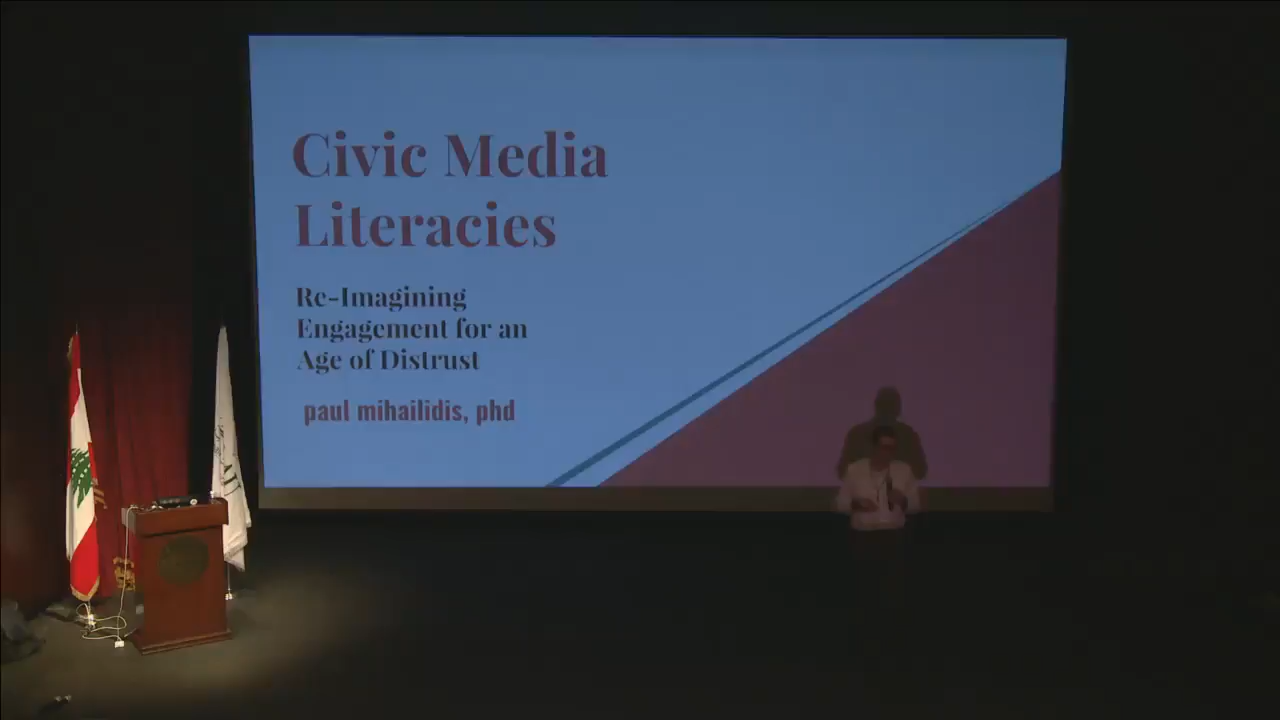 Civic Media
Literacies
Re-Imagining
Engagement for an
Age of Distrust
paul mihailidis, phd